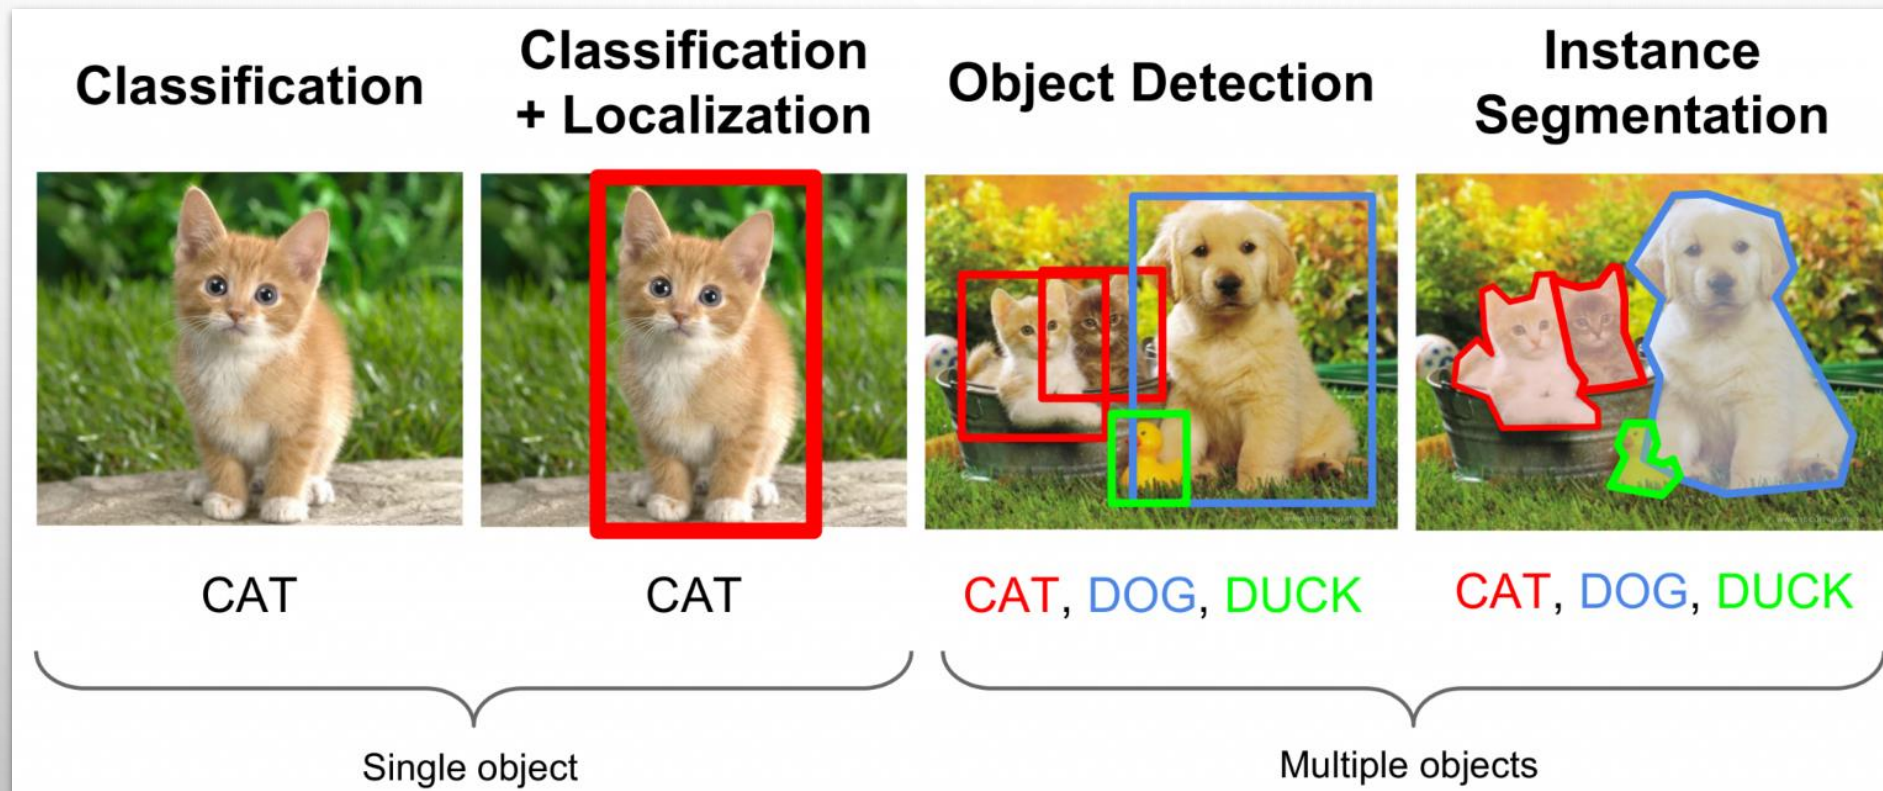 Classification
Classification
+ Localization
Object Detection
Instance
Segmentation
CAT
CAT
CAT, DOG, DUCK
CAT, DOG, DUCK
Single object
Multiple objects